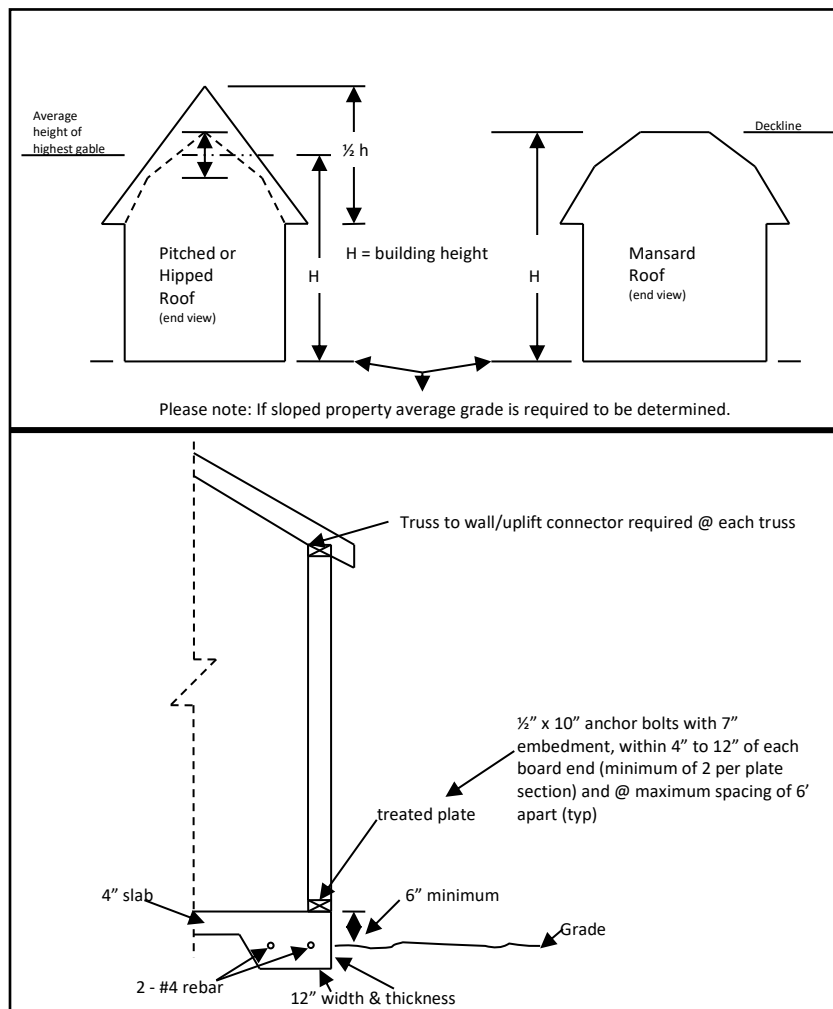 Average
height of
highest gable
½ h
Deckline
Pitched or
Hipped
Roof
(end view)
H = building height
H
H
Mansard
Roof
(end view)
Please note: If sloped property average grade is required to be determined.
Truss to wall/uplift connector required @ each truss
½” x 10” anchor bolts with 7”
embedment, within 4” to 12” of each
board end (minimum of 2 per plate
section) and @ maximum spacing of 6’
apart (typ)
treated plate
4” slab
6” minimum
Grade
2 - #4 rebar
12” width & thickness